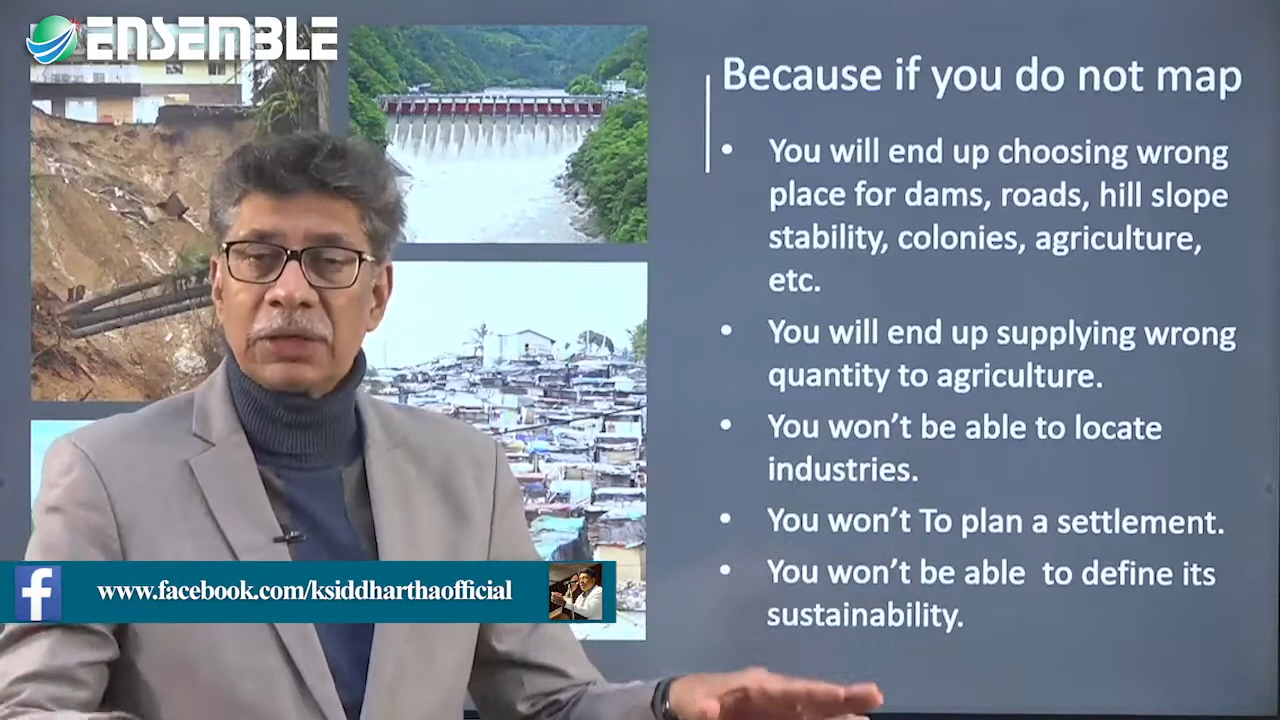 ENSEMBLE
Because if you do not map
• You will end up choosing wrong
place for dams, roads, hill slope
stability, colonies, agriculture,
etc.
• You will end up supplying wrong
quantity to agriculture.
• You won't be able to locate
industries.
• You won't To plan a settlement.
• You won't be able to define its
sustainability.
f www.facebook.com/ksiddharthaofficial